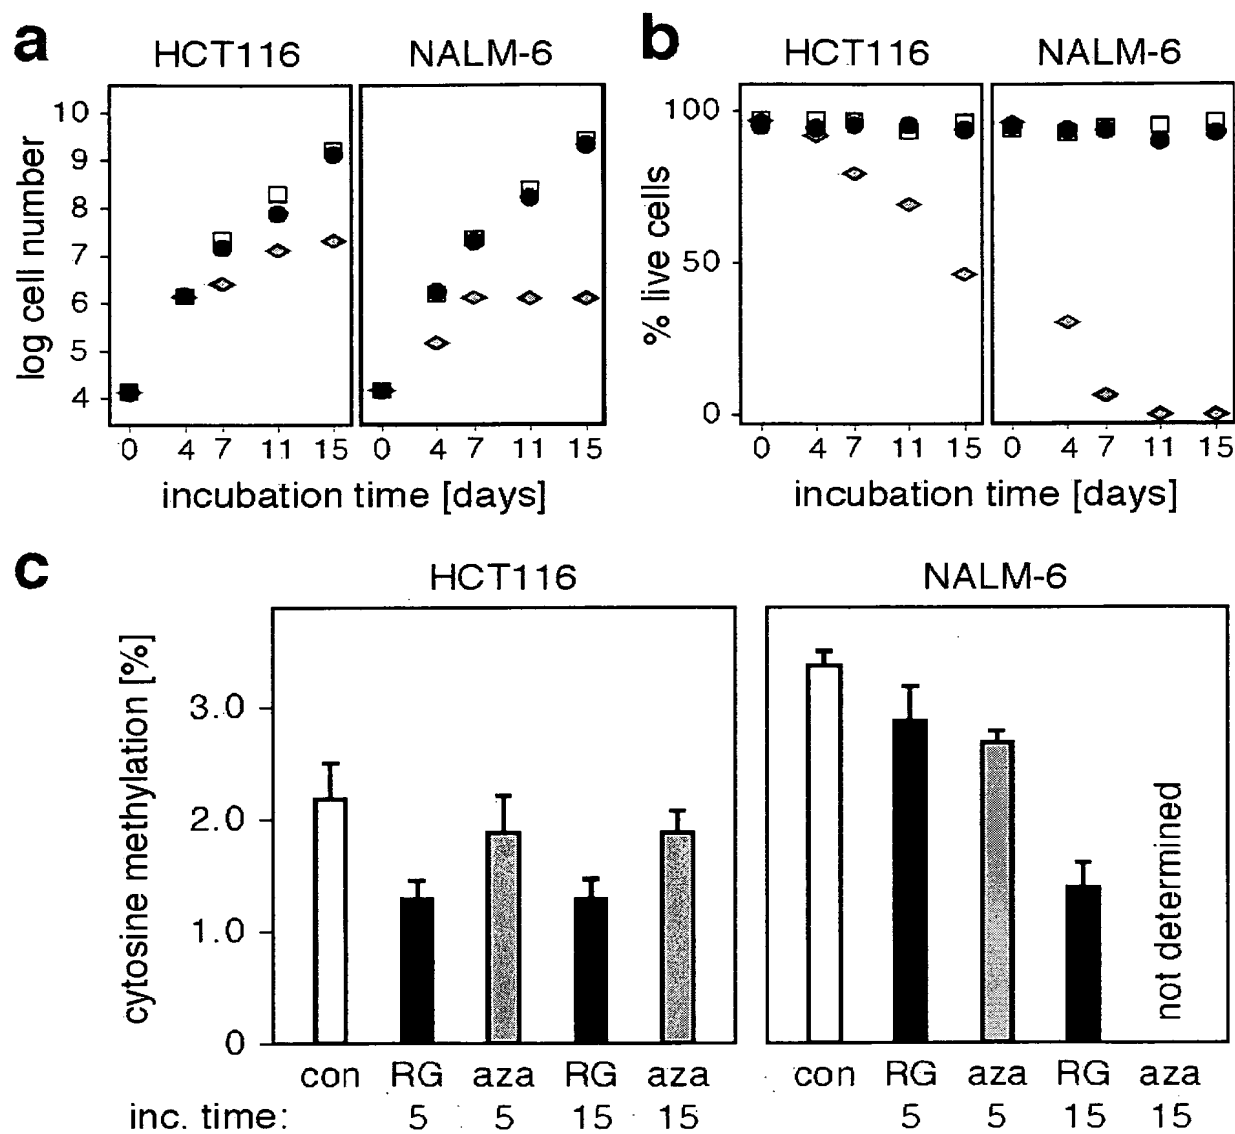 a
HCT116 NALM-6
log cell number
10
9
8
7
6
5
4
0 4 7 11 15 0 4 7 11 15
incubation time [days]
b
HCT116 NALM-6
% live cells
100
50
0
0 4 7 11 15 0 4 7 11 15
incubation time [days]
c
HCT116 NALM-6
cytosine methylation [%]
3.0
2.0
1.0
0
not determined
con RG aza RG aza con RG aza RG aza
inc. time: 5 5 15 15 5 5 15 15